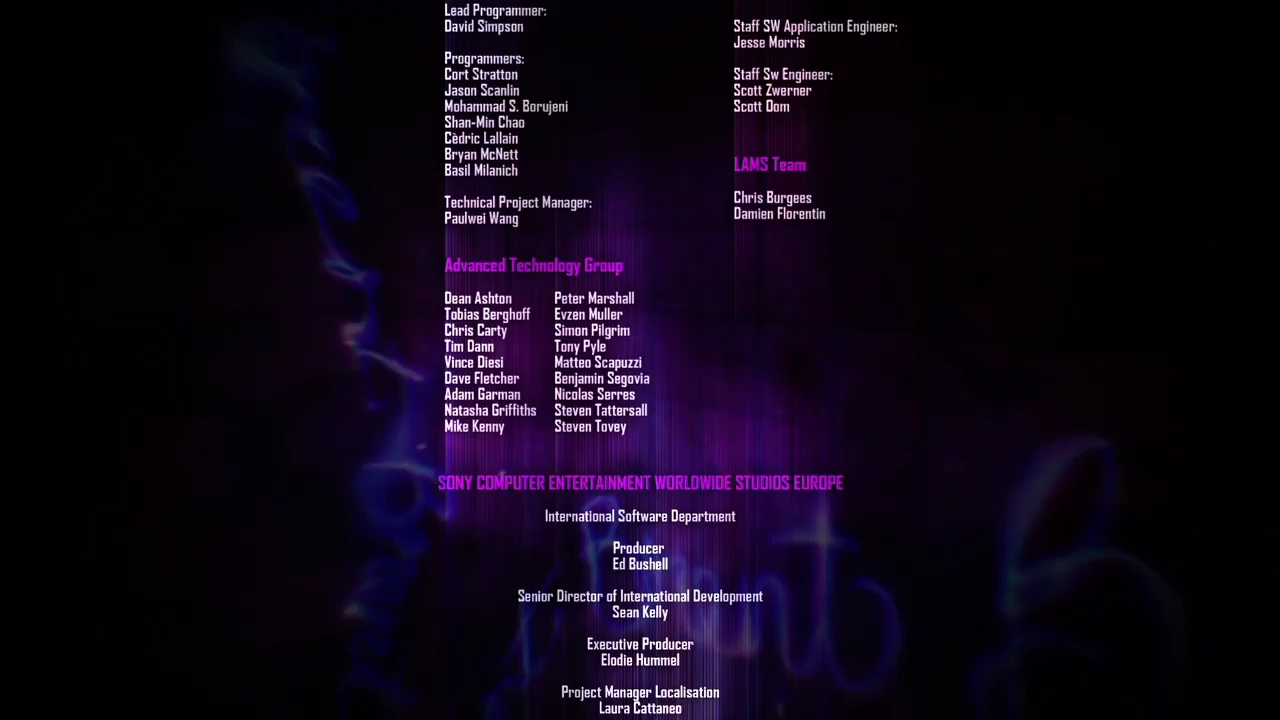 Lead Programmer:
David Simpson
Programmers:
Cort Stratton
Jason Scanlin
Mohammad S. Borujeni
Shan-Min Chao
Cèdric Lallain
Bryan McNett
Basil Milanich
Technical Project Manager:
Paulwei Wang
Staff SW Application Engineer:
Jesse Morris
Staff Sw Engineer:
Scott Zwerner
Scott Oom
LAMS Team
Chris Burgees
Damien Florentin
Advanced Technology Group
Dean Ashton
Tobias Berghoff
Chris Carty
Tim Dann
Vince Diesi
Dave Fletcher
Adam Garman
Natasha Griffiths
Mike Kenny
Peter Marshall
Evzen Muller
Simon Pilgrim
Tony Pyle
Matteo Scapuzzi
Benjamin Segovia
Nicolas Serres
Steven Tattersall
Steven Tovey
SONY COMPUTER ENTERTAINMENT WORLDWIDE STUDIOS EUROPE
International Software Department
Producer
Ed Bushell
Senior Director of International Development
Sean Kelly
Executive Producer
Elodie Hummel
Project Manager Localisation
Laura Cattaneo